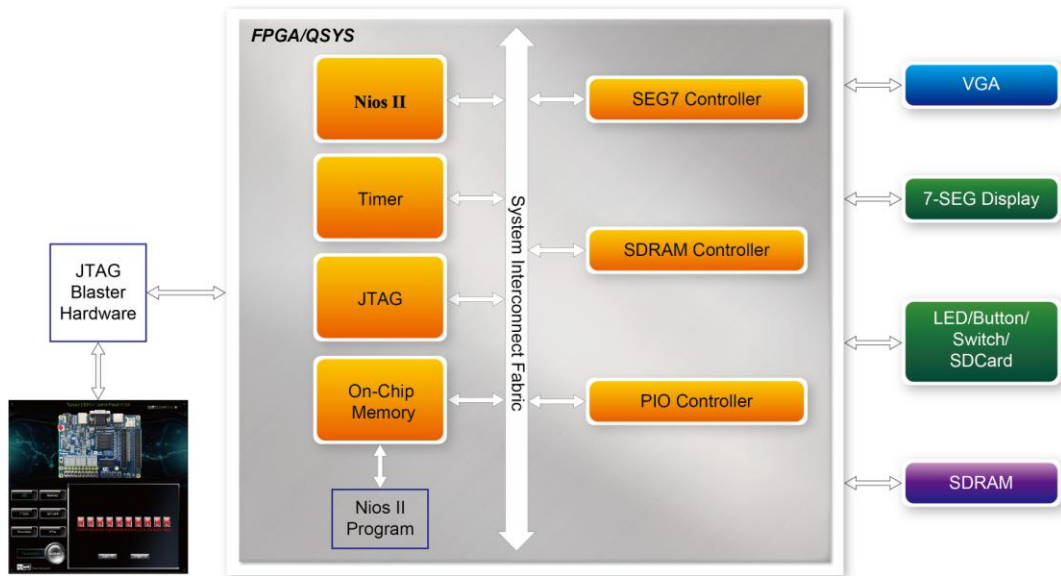 FPGA/QSYS
Nios II
Timer
JTAG
On-Chip
Memory
Nios II
Program
System Interconnect Fabric
SEG7 Controller
SDRAM Controller
PIO Controller
JTAG
Blaster
Hardware
VGA
7-SEG Display
LED/Button/
Switch/
SDCard
SDRAM